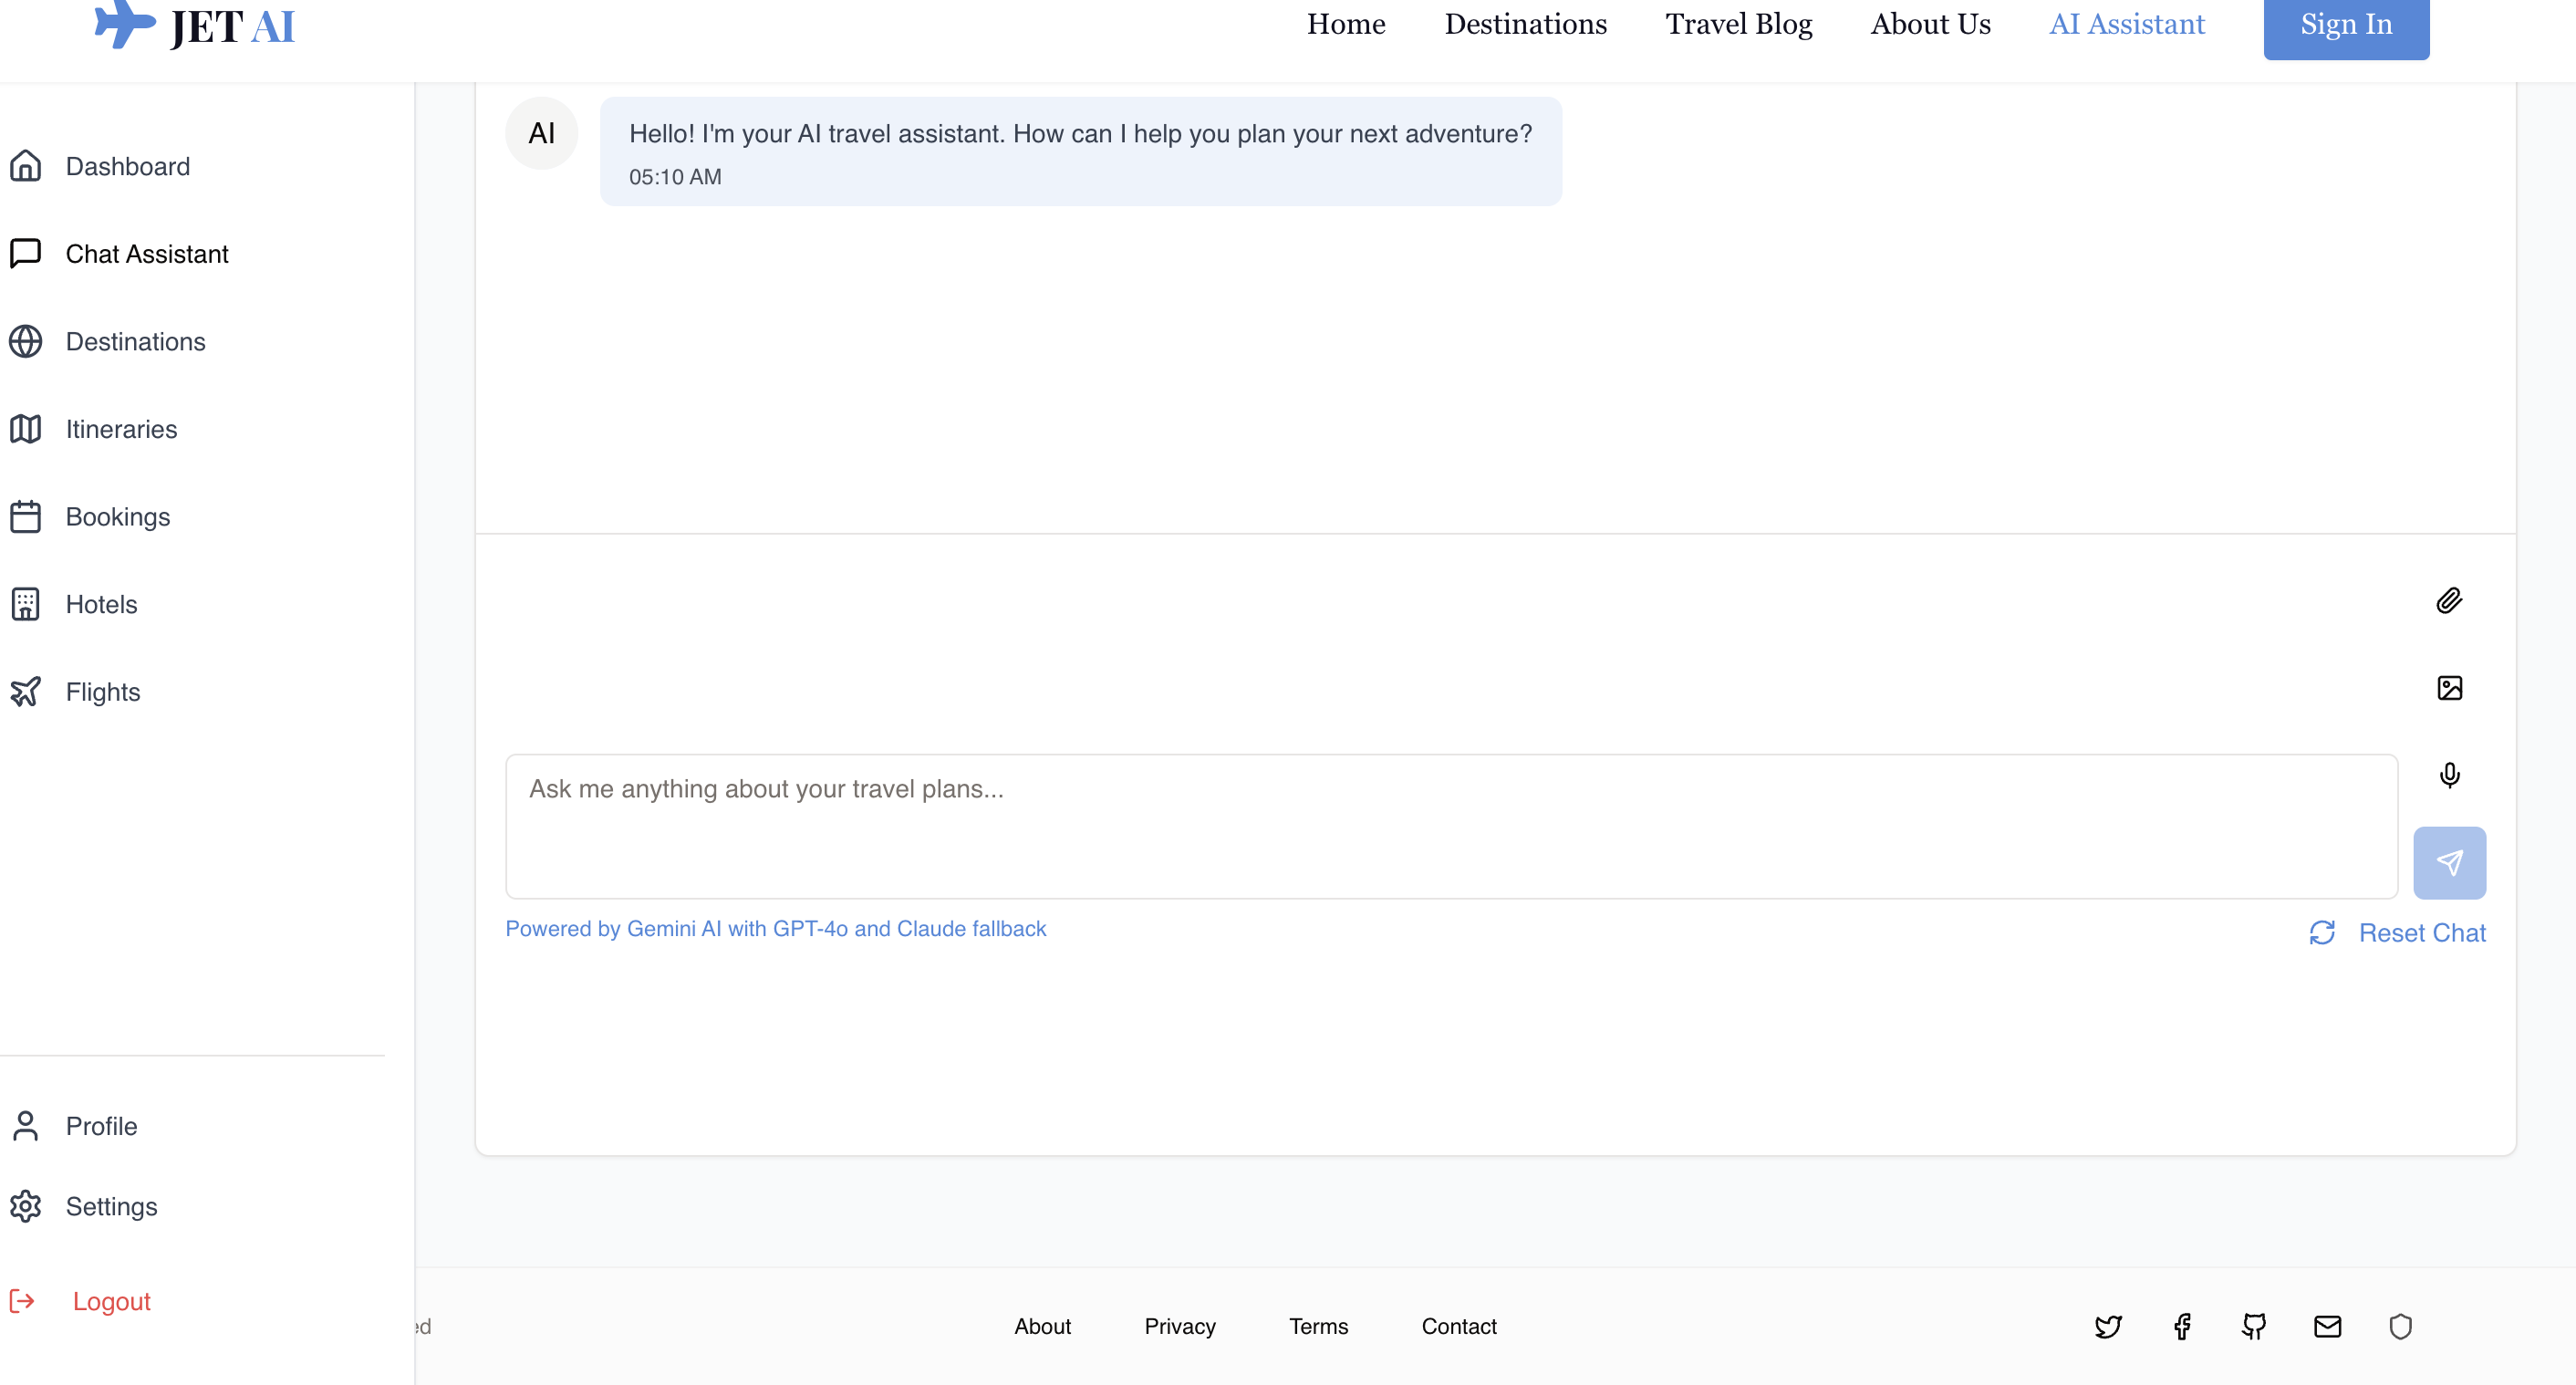 JET AI
Home
Destinations
Travel Blog
About Us
AI Assistant
Sign In
Dashboard
Chat Assistant
Destinations
Itineraries
Bookings
Hotels
Flights
Profile
Settings
Logout
AI
Hello! I'm your AI travel assistant. How can I help you plan your next adventure?
05:10 AM
Ask me anything about your travel plans...
Powered by Gemini AI with GPT-4o and Claude fallback
Reset Chat
ed
About
Privacy
Terms
Contact